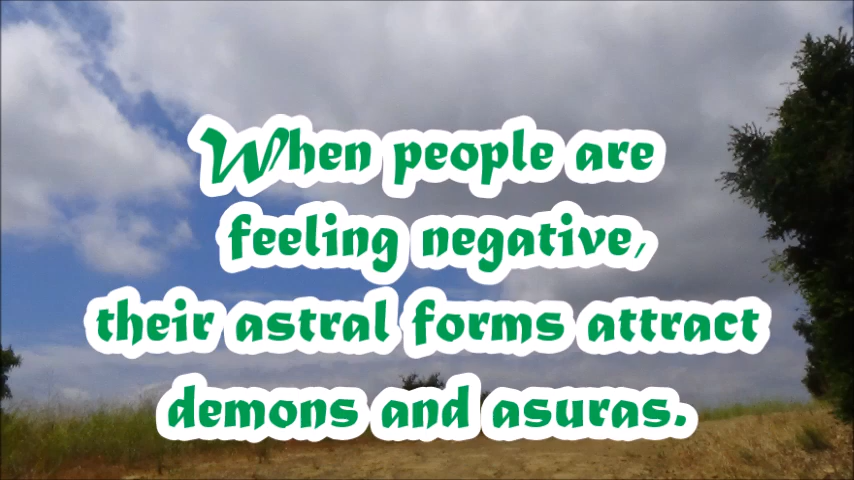 When people are
feeling negative,
their astral forms attract
demons and asuras.